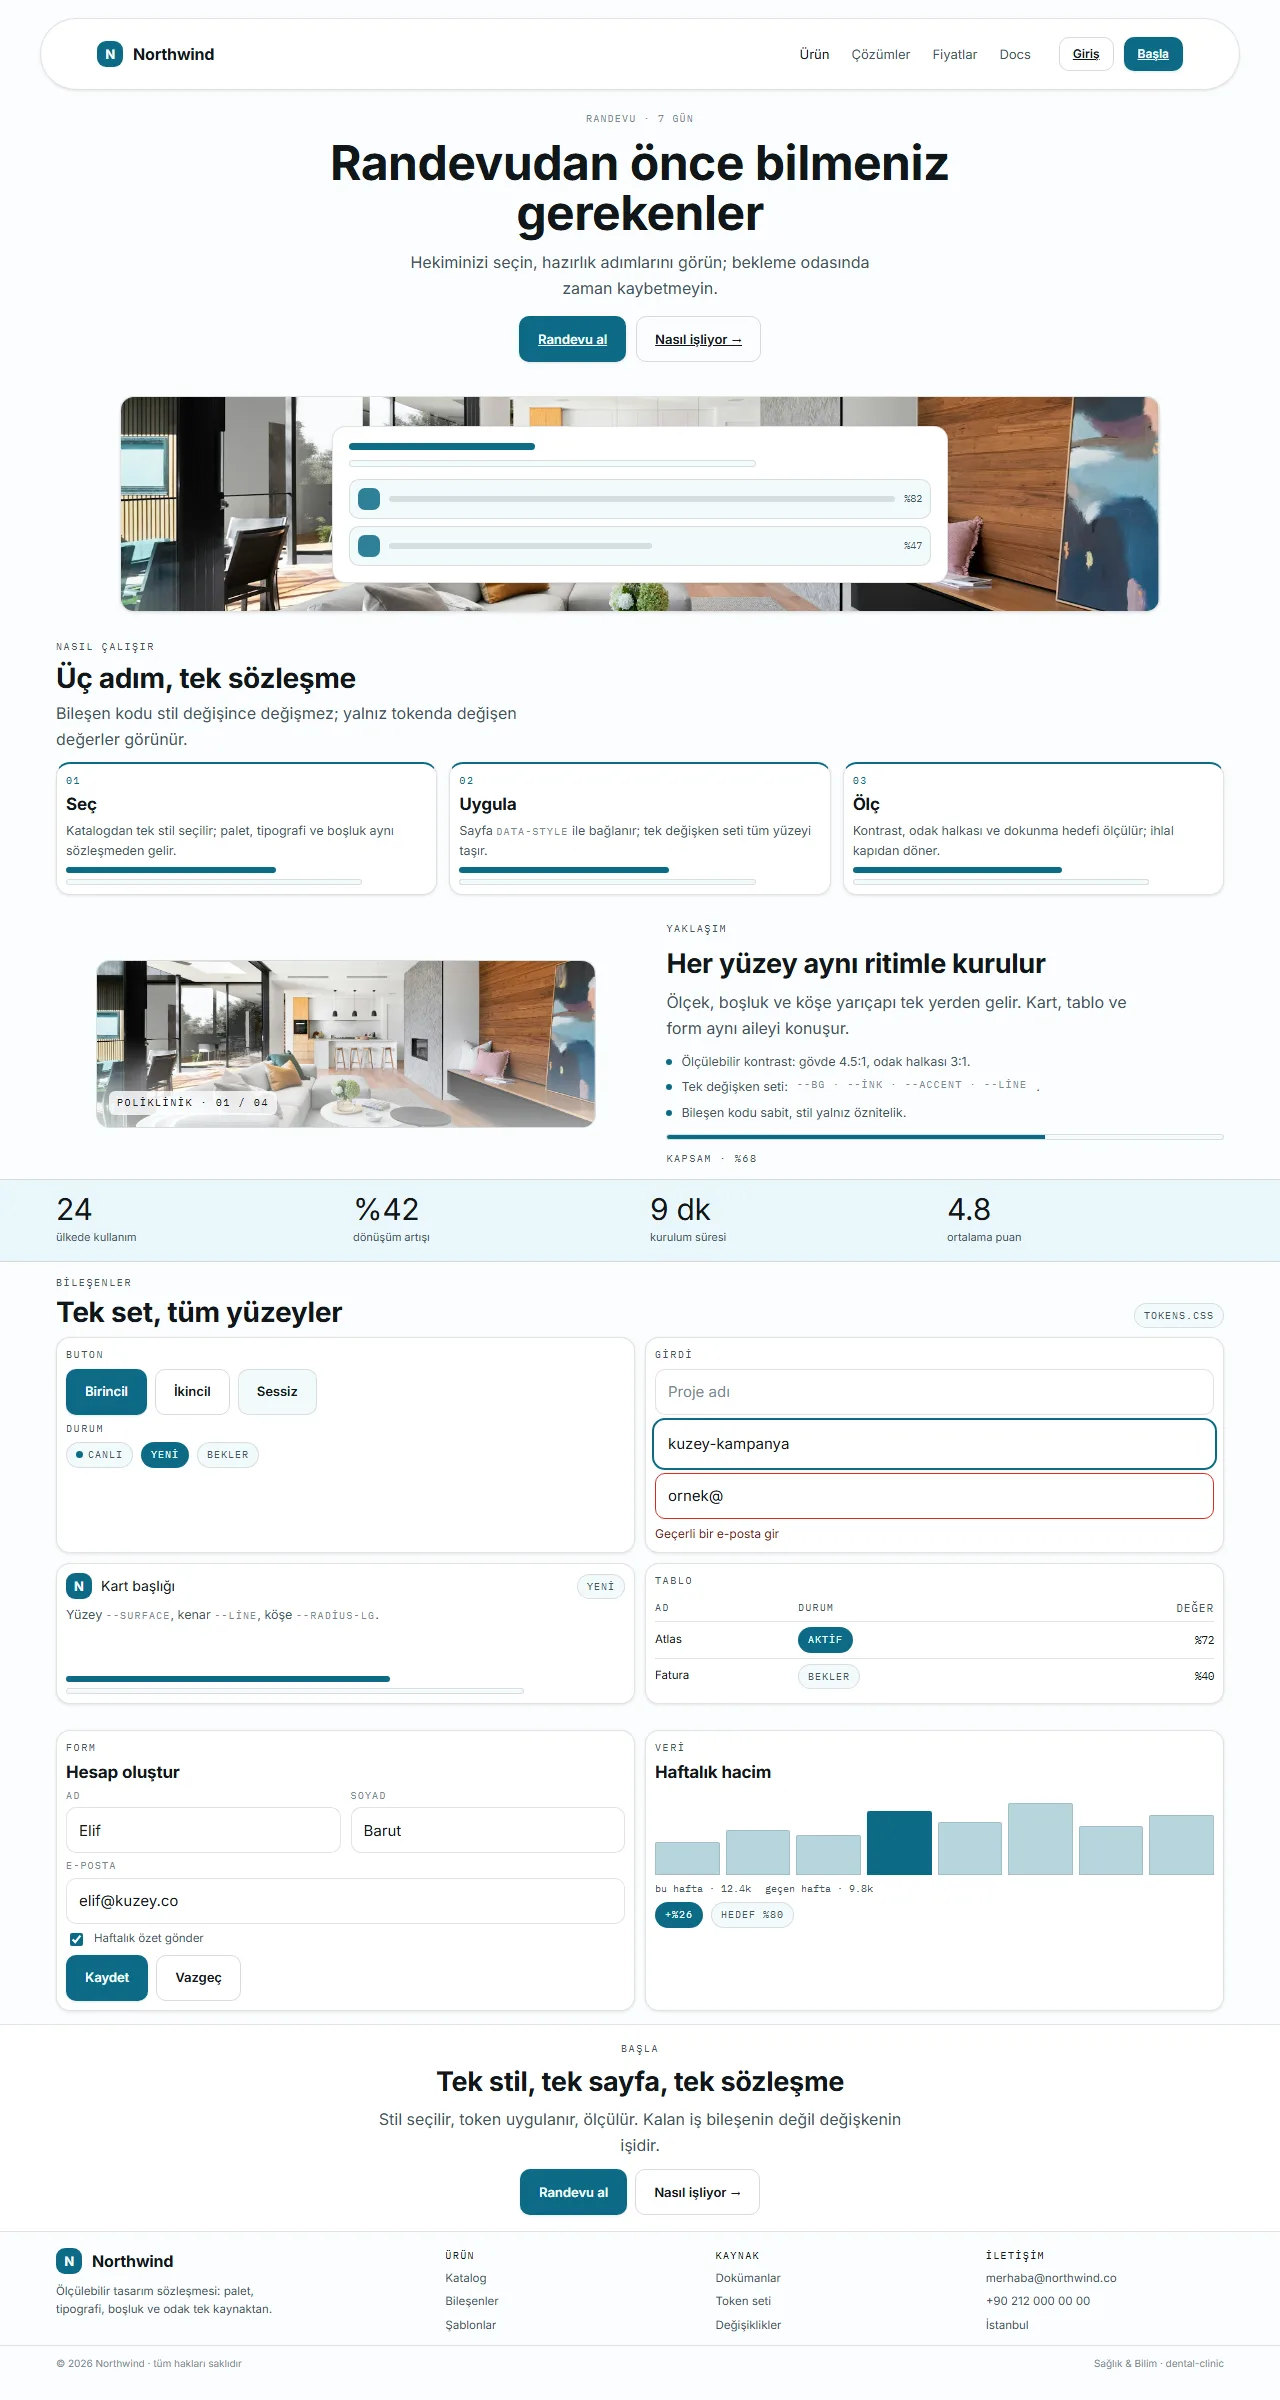 N Northwind
Ürün Çözümler Fiyatlar Docs Giriş Başla
RANDEVU · 7 GÜN
Randevudan önce bilmeniz
gerekenler
Hekiminizi seçin, hazırlık adımlarını görün; bekleme odasında
zaman kaybetmeyin.
Randevu al Nasıl işliyor →
%82
%47
NASIL ÇALIŞIR
Üç adım, tek sözleşme
Bileşen kodu stil değişince değişmez; yalnız tokenda değişen
değerler görünür.
01
Seç
Katalogdan tek stil seçilir; palet, tipografi ve boşluk aynı
sözleşmeden gelir.
02
Uygula
Sayfa DATA-STYLE ile bağlanır; tek değişken seti tüm yüzeyi
taşır.
03
Ölç
Kontrast, odak halkası ve dokunma hedefi ölçülür; ihlal
kapıdan döner.
POLİKLİNİK · 01 / 04
YAKLAŞIM
Her yüzey aynı ritimle kurulur
Ölçek, boşluk ve köşe yarıçapı tek yerden gelir. Kart, tablo ve
form aynı aileyi konuşur.
Ölçülebilir kontrast: gövde 4.5:1, odak halkası 3:1.
Tek değişken seti: --BG · --İNK · --ACCENT · --LİNE .
Bileşen kodu sabit, stil yalnız öznitelik.
KAPSAM · %68
24
ülkede kullanım
%42
dönüşüm artışı
9 dk
kurulum süresi
4.8
ortalama puan
BİLEŞENLER
Tek set, tüm yüzeyler
TOKENS.CSS
BUTON
Birincil İkincil Sessiz
DURUM
CANLI YENİ BEKLER
GİRDİ
Proje adı
kuzey-kampanya
ornek@
Geçerli bir e-posta gir
N Kart başlığı YENİ
Yüzey --SURFACE, kenar --LİNE, köşe --RADİUS-LG.
TABLO
AD DURUM DEĞER
Atlas AKTİF %72
Fatura BEKLER %40
FORM
Hesap oluştur
AD SOYAD
Elif Barut
E-POSTA
elif@kuzey.co
Haftalık özet gönder
Kaydet Vazgeç
VERİ
Haftalık hacim
bu hafta · 12.4k geçen hafta · 9.8k
+%26 HEDEF %80
BAŞLA
Tek stil, tek sayfa, tek sözleşme
Stil seçilir, token uygulanır, ölçülür. Kalan iş bileşenin değil değişkenin
işidir.
Randevu al Nasıl işliyor →
N Northwind
Ölçülebilir tasarım sözleşmesi: palet,
tipografi, boşluk ve odak tek kaynaktan.
ÜRÜN
Katalog
Bileşenler
Şablonlar
KAYNAK
Dokümanlar
Token seti
Değişiklikler
İLETİŞİM
merhaba@northwind.co
+90 212 000 00 00
İstanbul
© 2026 Northwind · tüm hakları saklıdır
Sağlık & Bilim · dental-clinic